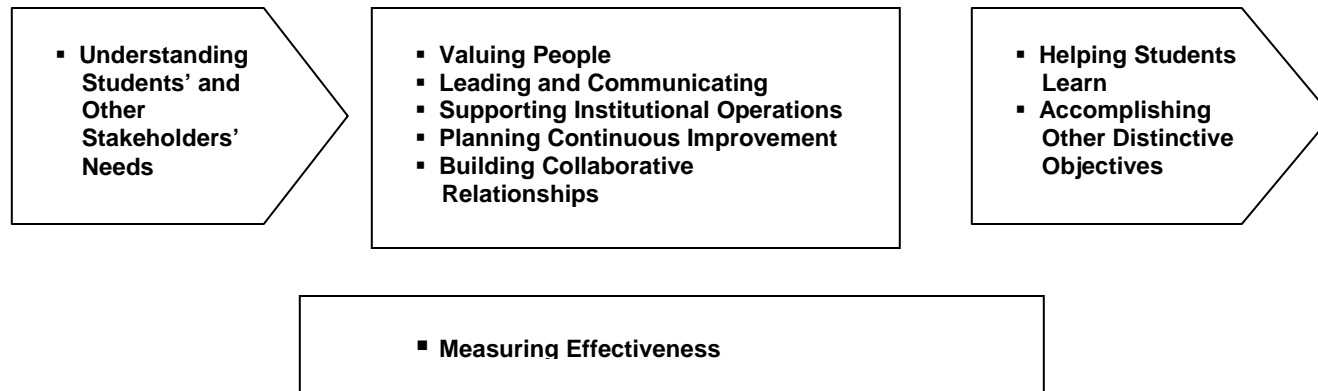 ▪ Understanding
Students’ and
Other
Stakeholders’
Needs
▪ Valuing People
▪ Leading and Communicating
▪ Supporting Institutional Operations
▪ Planning Continuous Improvement
▪ Building Collaborative
Relationships
▪ Helping Students
Learn
▪ Accomplishing
Other Distinctive
Objectives
▪ Measuring Effectiveness